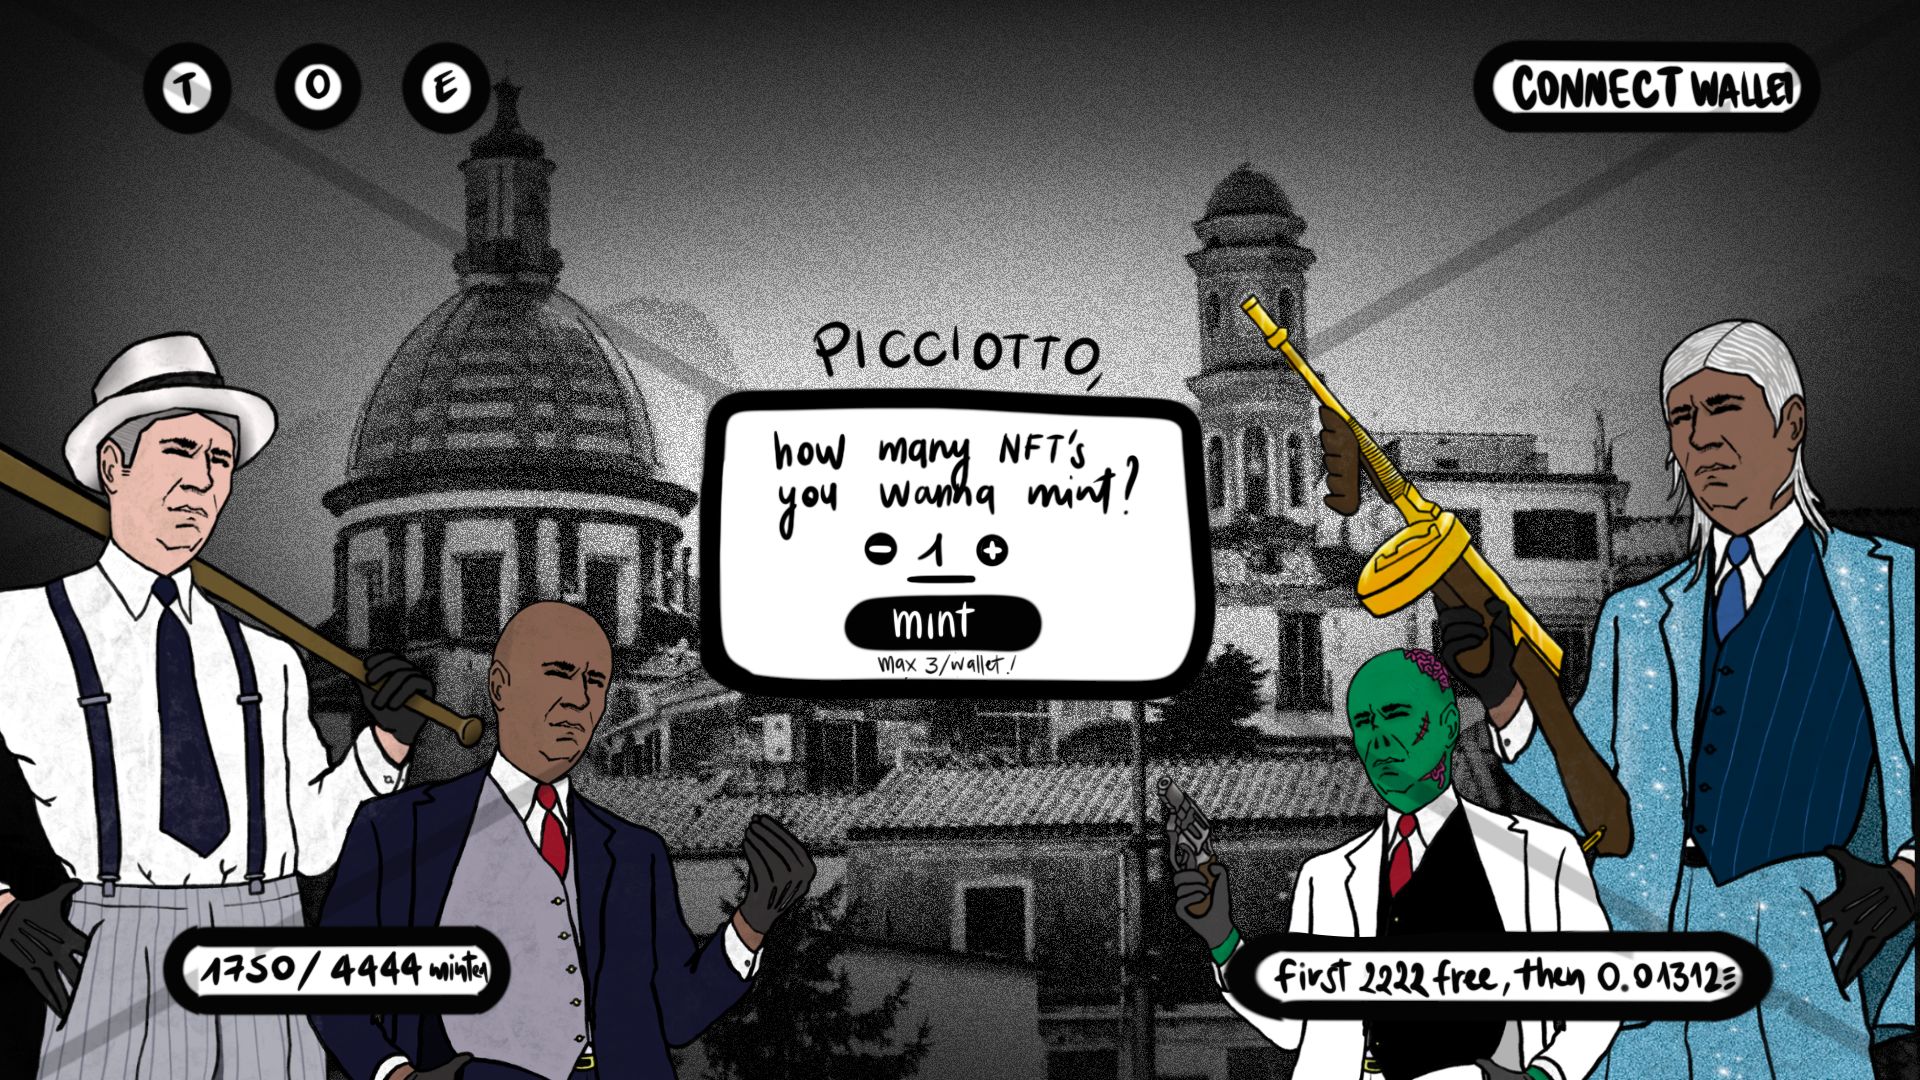 T O E
CONNECT WALLET
PICCIOTTO,
how many NFT's
you wanna mint?
- 1 +
mint
max 3/wallet!
1750/4444 minted
first 2222 free, then 0.01312Ξ